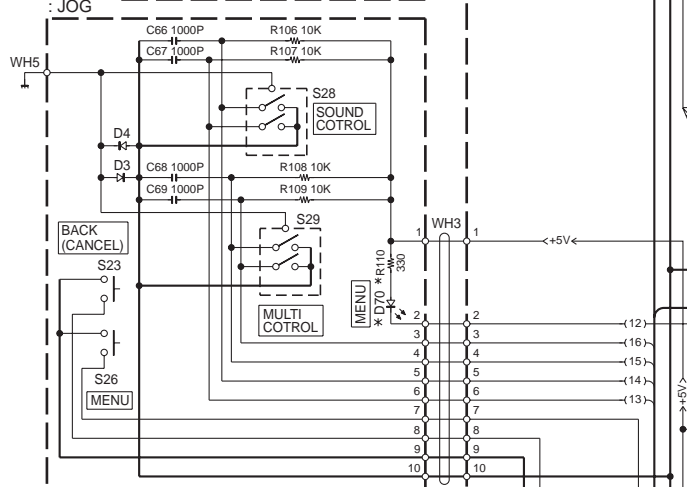 : JOG
C66 1000P
R106 10K
C67 1000P
R107 10K
WH5
S28
SOUND
COTROL
D4
D3
C68 1000P
R108 10K
C69 1000P
R109 10K
S29
WH3
BACK
(CANCEL)
1
1
+5V
S23
* R110
330
MENU
* D70
MULTI
COTROL
2
2
(12)
3
3
(16)
4
4
(15)
S26
5
5
(14)
MENU
6
6
(13)
+5V
7
7
8
8
9
9
10
10